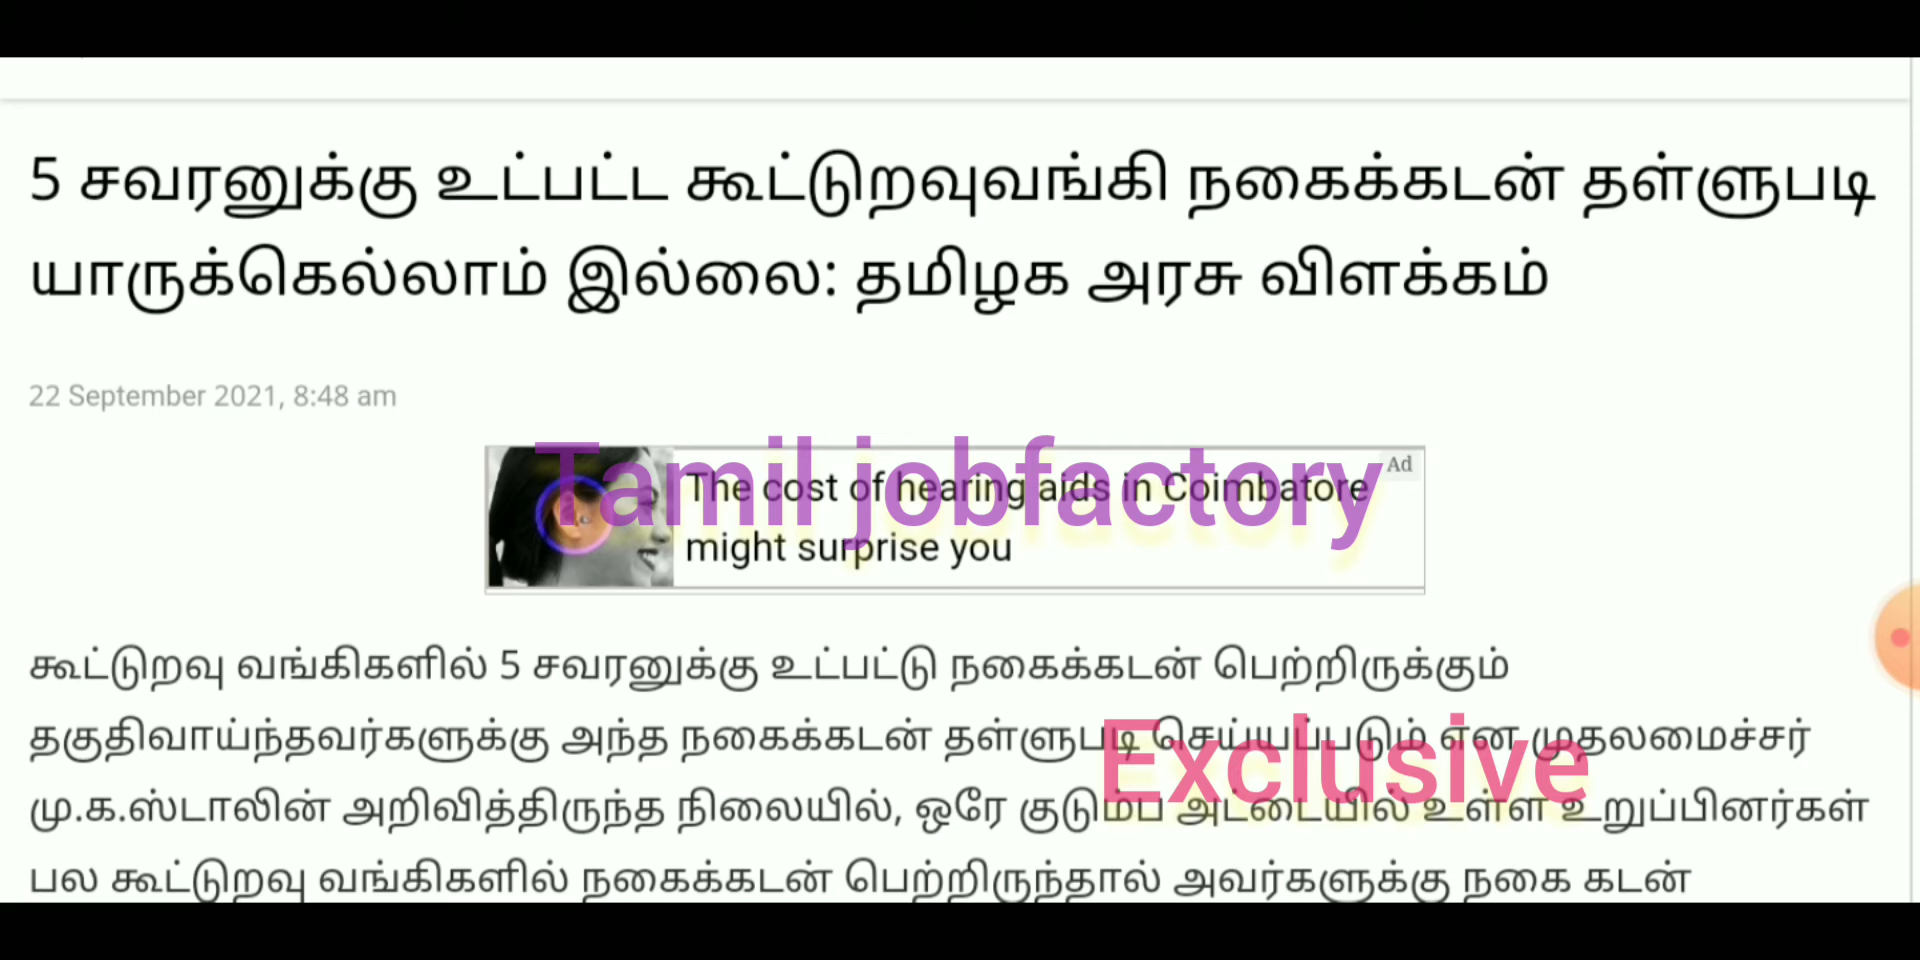 5 சவரனுக்கு உட்பட்ட கூட்டுறவுவங்கி நகைக்கடன் தள்ளுபடி
யாருக்கெல்லாம் இல்லை: தமிழக அரசு விளக்கம்
22 September 2021, 8:48 am
Tamil jobfactory
Ad
The cost of hearing aids in Coimbatore
might surprise you
கூட்டுறவு வங்கிகளில் 5 சவரனுக்கு உட்பட்டு நகைக்கடன் பெற்றிருக்கும்
தகுதிவாய்ந்தவர்களுக்கு அந்த நகைக்கடன் தள்ளுபடி செய்யப்படும் என முதலமைச்சர்
Exclusive
மு.க.ஸ்டாலின் அறிவித்திருந்த நிலையில், ஒரே குடும்ப அட்டையில் உள்ள உறுப்பினர்கள்
பல கூட்டுறவு வங்கிகளில் நகைக்கடன் பெற்றிருந்தால் அவர்களுக்கு நகை கடன்